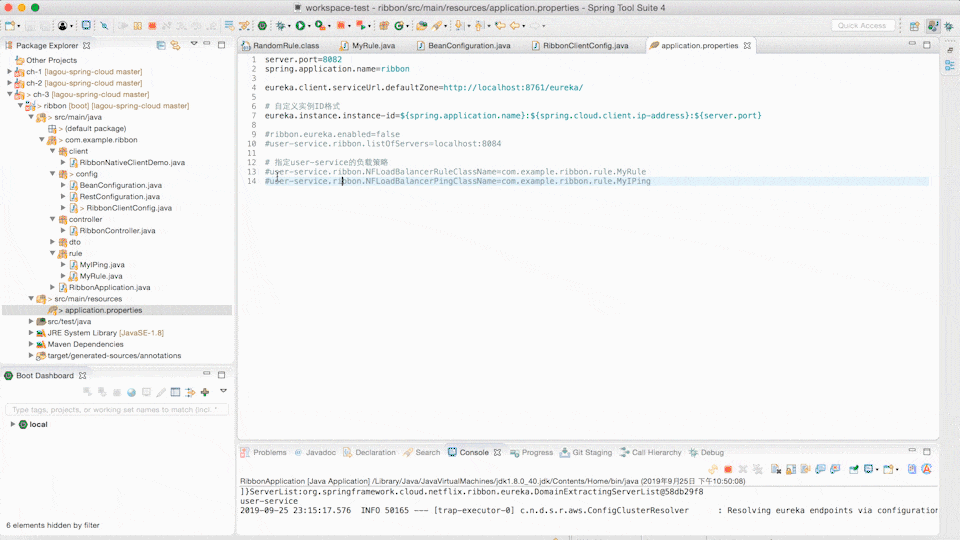 workspace-test - ribbon/src/main/resources/application.properties - Spring Tool Suite 4
Quick Access
Package Explorer
Other Projects
ch-1 [lagou-spring-cloud master]
ch-2 [lagou-spring-cloud master]
> ch-3 [lagou-spring-cloud master]
> ribbon [boot] [lagou-spring-cloud master]
> src/main/java
> (default package)
> com.example.ribbon
client
RibbonNativeClientDemo.java
> config
BeanConfiguration.java
RestConfiguration.java
> RibbonClientConfig.java
controller
RibbonController.java
dto
rule
MyIPing.java
MyRule.java
RibbonApplication.java
> src/main/resources
> application.properties
src/test/java
JRE System Library [JavaSE-1.8]
Maven Dependencies
target/generated-sources/annotations
Boot Dashboard
Type tags, projects, or working set names to match (incl. *
local
6 elements hidden by filter
RandomRule.class
MyRule.java
BeanConfiguration.java
RibbonClientConfig.java
application.properties
1 server.port=8082
2 spring.application.name=ribbon
3
4 eureka.client.serviceUrl.defaultZone=http://localhost:8761/eureka/
5
6 # 自定义实例ID格式
7 eureka.instance.instance-id=${spring.application.name}:${spring.cloud.client.ip-address}:${server.port}
8
9 #ribbon.eureka.enabled=false
10 #user-service.ribbon.listOfServers=localhost:8084
11
12 # 指定user-service的负载策略
13 #user-service.ribbon.NFLoadBalancerRuleClassName=com.example.ribbon.rule.MyRule
14 #user-service.ribbon.NFLoadBalancerPingClassName=com.example.ribbon.rule.MyIPing
Problems
Javadoc
Declaration
Search
Console
Progress
Git Staging
Call Hierarchy
Debug
RibbonApplication [Java Application] /Library/Java/JavaVirtualMachines/jdk1.8.0_40.jdk/Contents/Home/bin/java (2019年9月25日 下午10:50:08)
]}ServerList:org.springframework.cloud.netflix.ribbon.eureka.DomainExtractingServerList@58db29f8
user-service
2019-09-25 23:15:17.576 INFO 50165 --- [trap-executor-0] c.n.d.s.r.aws.ConfigClusterResolver : Resolving eureka endpoints via configuration